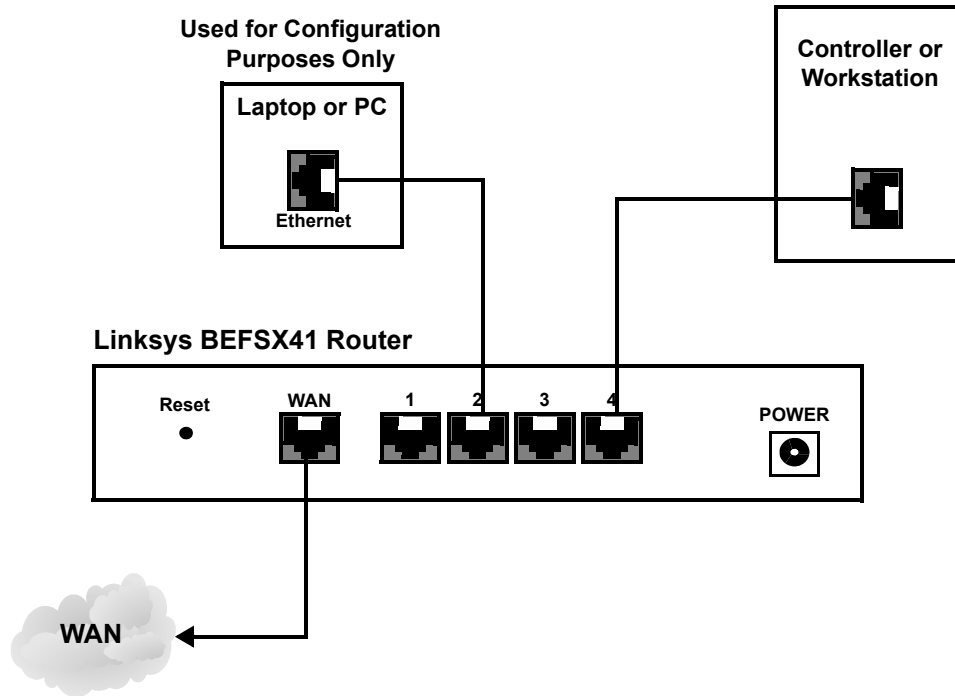 Used for Configuration
Purposes Only
Laptop or PC
Ethernet
Controller or
Workstation
Linksys BEFSX41 Router
Reset
WAN
1
2
3
4
POWER
WAN